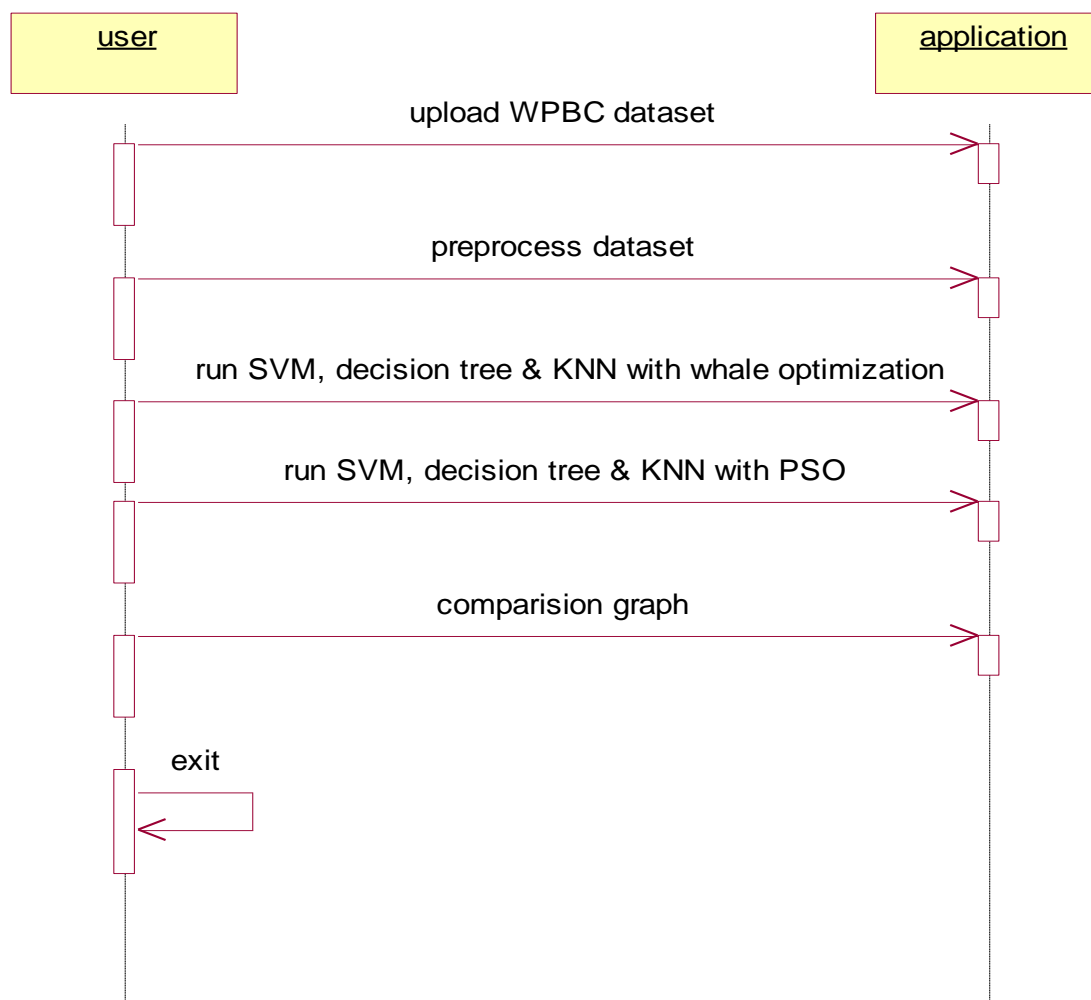 user
application
upload WPBC dataset
preprocess dataset
run SVM, decision tree & KNN with whale optimization
run SVM, decision tree & KNN with PSO
comparision graph
exit